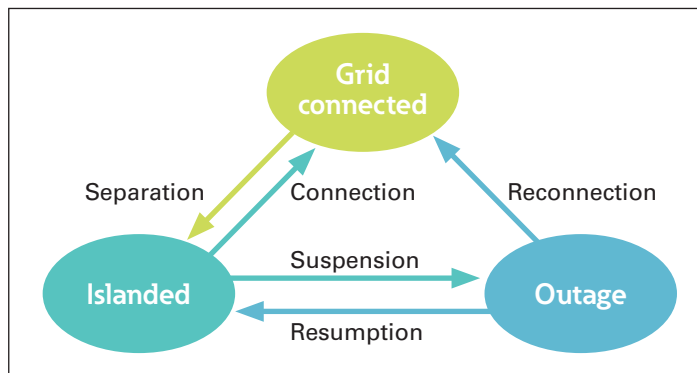 Grid
connected
Separation
Connection
Reconnection
Suspension
Islanded
Outage
Resumption